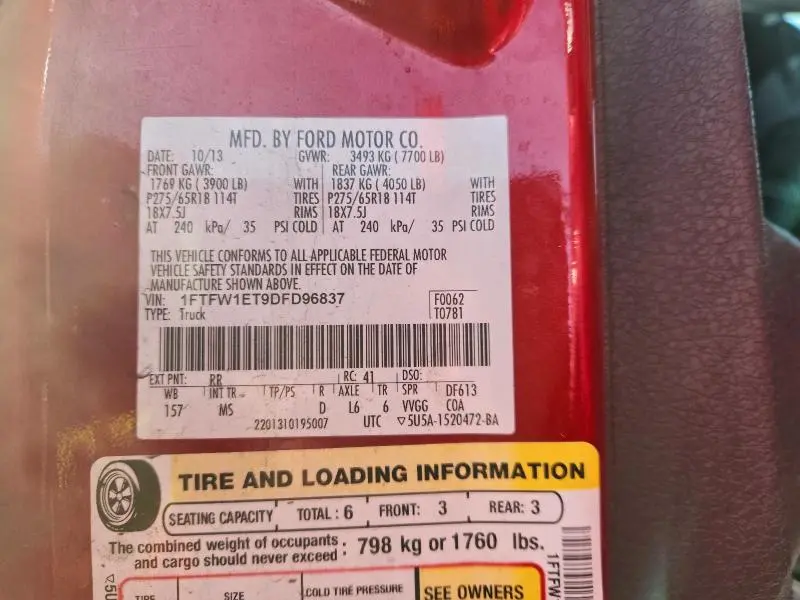 MFD. BY FORD MOTOR CO.
DATE: 10/13 GVWR: 3493 KG ( 7700 LB)
FRONT GAWR: REAR GAWR:
1769 KG ( 3900 LB) WITH 1837 KG ( 4050 LB) WITH
P275/65R18 114T TIRES P275/65R18 114T TIRES
18X7.5J RIMS 18X7.5J RIMS
AT 240 kPa/ 35 PSI COLD AT 240 kPa/ 35 PSI COLD
THIS VEHICLE CONFORMS TO ALL APPLICABLE FEDERAL MOTOR
VEHICLE SAFETY STANDARDS IN EFFECT ON THE DATE OF
MANUFACTURE SHOWN ABOVE.
VIN: 1FTFW1ET9DFD96837 F0062
TYPE: Truck T0781
EXT PNT: RR RC: 41 DSO:
WB INT TR TP/PS R AXLE TR SPR DF613
157 MS D L6 6 VVGG COA
2201310195007 UTC ▽5U5A-1520472-BA
TIRE AND LOADING INFORMATION
SEATING CAPACITY TOTAL : 6 FRONT: 3 REAR: 3
The combined weight of occupants
and cargo should never exceed : 798 kg or 1760 lbs.
TIRE SIZE COLD TIRE PRESSURE SEE OWNERS
▽5U
1FTFW